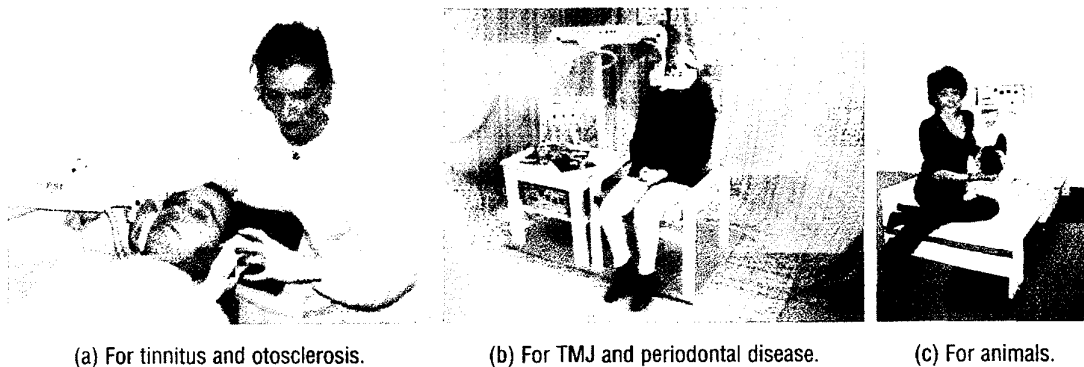 (a) For tinnitus and otosclerosis.
(b) For TMJ and periodontal disease.
(c) For animals.